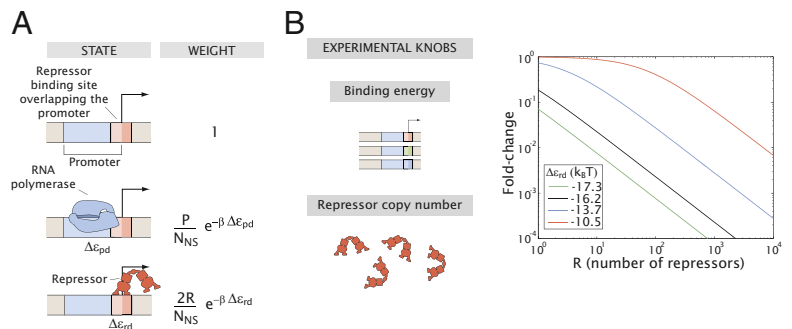 A
STATE
WEIGHT
Repressor
binding site
overlapping the
promoter
Promoter
1
RNA
polymerase
Δε_pd
P
N_NS
e^{-β Δε_pd}
Repressor
Δε_rd
2R
N_NS
e^{-β Δε_rd}
B
EXPERIMENTAL KNOBS
Binding energy
Repressor copy number
Fold-change
10^0
10^-1
10^-2
10^-3
10^-4
Δε_rd (k_BT)
-17.3
-16.2
-13.7
-10.5
10^0 10^1 10^2 10^3 10^4
R (number of repressors)